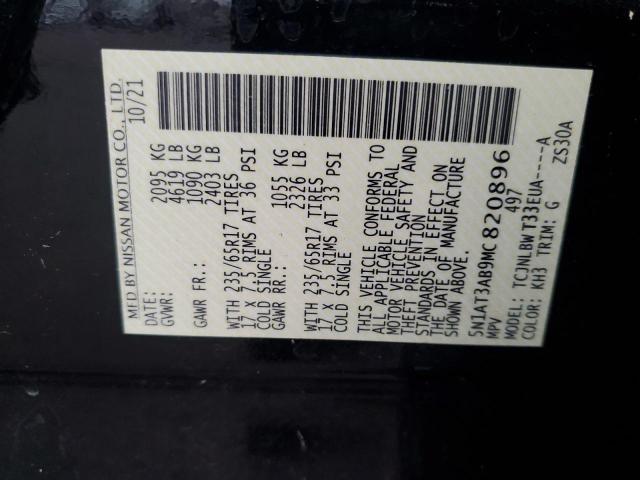 MFD BY NISSAN MOTOR CO., LTD.
DATE: 10/21
GVWR: 2095 KG
4619 LB
GAWR FR.: 1090 KG
2403 LB
WITH 235/65R17 TIRES
17 X 7.5 RIMS AT 36 PSI
COLD SINGLE
GAWR RR.: 1055 KG
2326 LB
WITH 235/65R17 TIRES
17 X 7.5 RIMS AT 33 PSI
COLD SINGLE
THIS VEHICLE CONFORMS TO
ALL APPLICABLE FEDERAL
MOTOR VEHICLE SAFETY AND
THEFT PREVENTION
STANDARDS IN EFFECT ON
THE DATE OF MANUFACTURE
SHOWN ABOVE.
5N1AT3AB9MC820896
MPV 497
MODEL: TCJNLBWT33EUA----A
COLOR: KH3 TRIM: G ZS30A